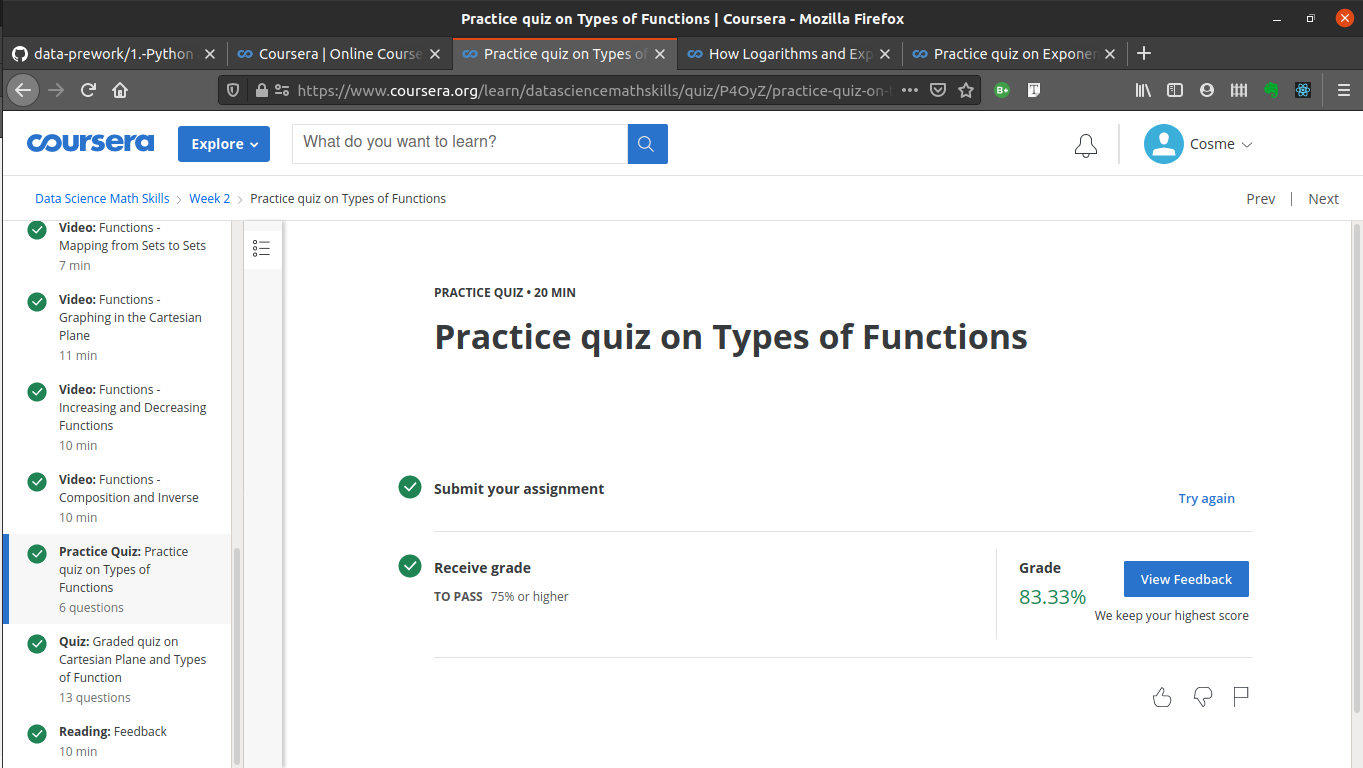 Practice quiz on Types of Functions | Coursera - Mozilla Firefox
data-prework/1.-Python
Coursera | Online Course
Practice quiz on Types of
How Logarithms and Exp
Practice quiz on Exponen
https://www.coursera.org/learn/datasciencemathskills/quiz/P4OyZ/practice-quiz-on-
B+
T
coursera
Explore
What do you want to learn?
Cosme
Data Science Math Skills
Week 2
Practice quiz on Types of Functions
Prev
Next
Video: Functions -
Mapping from Sets to Sets
7 min
Video: Functions -
Graphing in the Cartesian
Plane
11 min
Video: Functions -
Increasing and Decreasing
Functions
10 min
Video: Functions -
Composition and Inverse
10 min
Practice Quiz: Practice
quiz on Types of
Functions
6 questions
Quiz: Graded quiz on
Cartesian Plane and Types
of Function
13 questions
Reading: Feedback
10 min
PRACTICE QUIZ • 20 MIN
Practice quiz on Types of Functions
Submit your assignment
Try again
Receive grade
TO PASS 75% or higher
Grade
83.33%
View Feedback
We keep your highest score